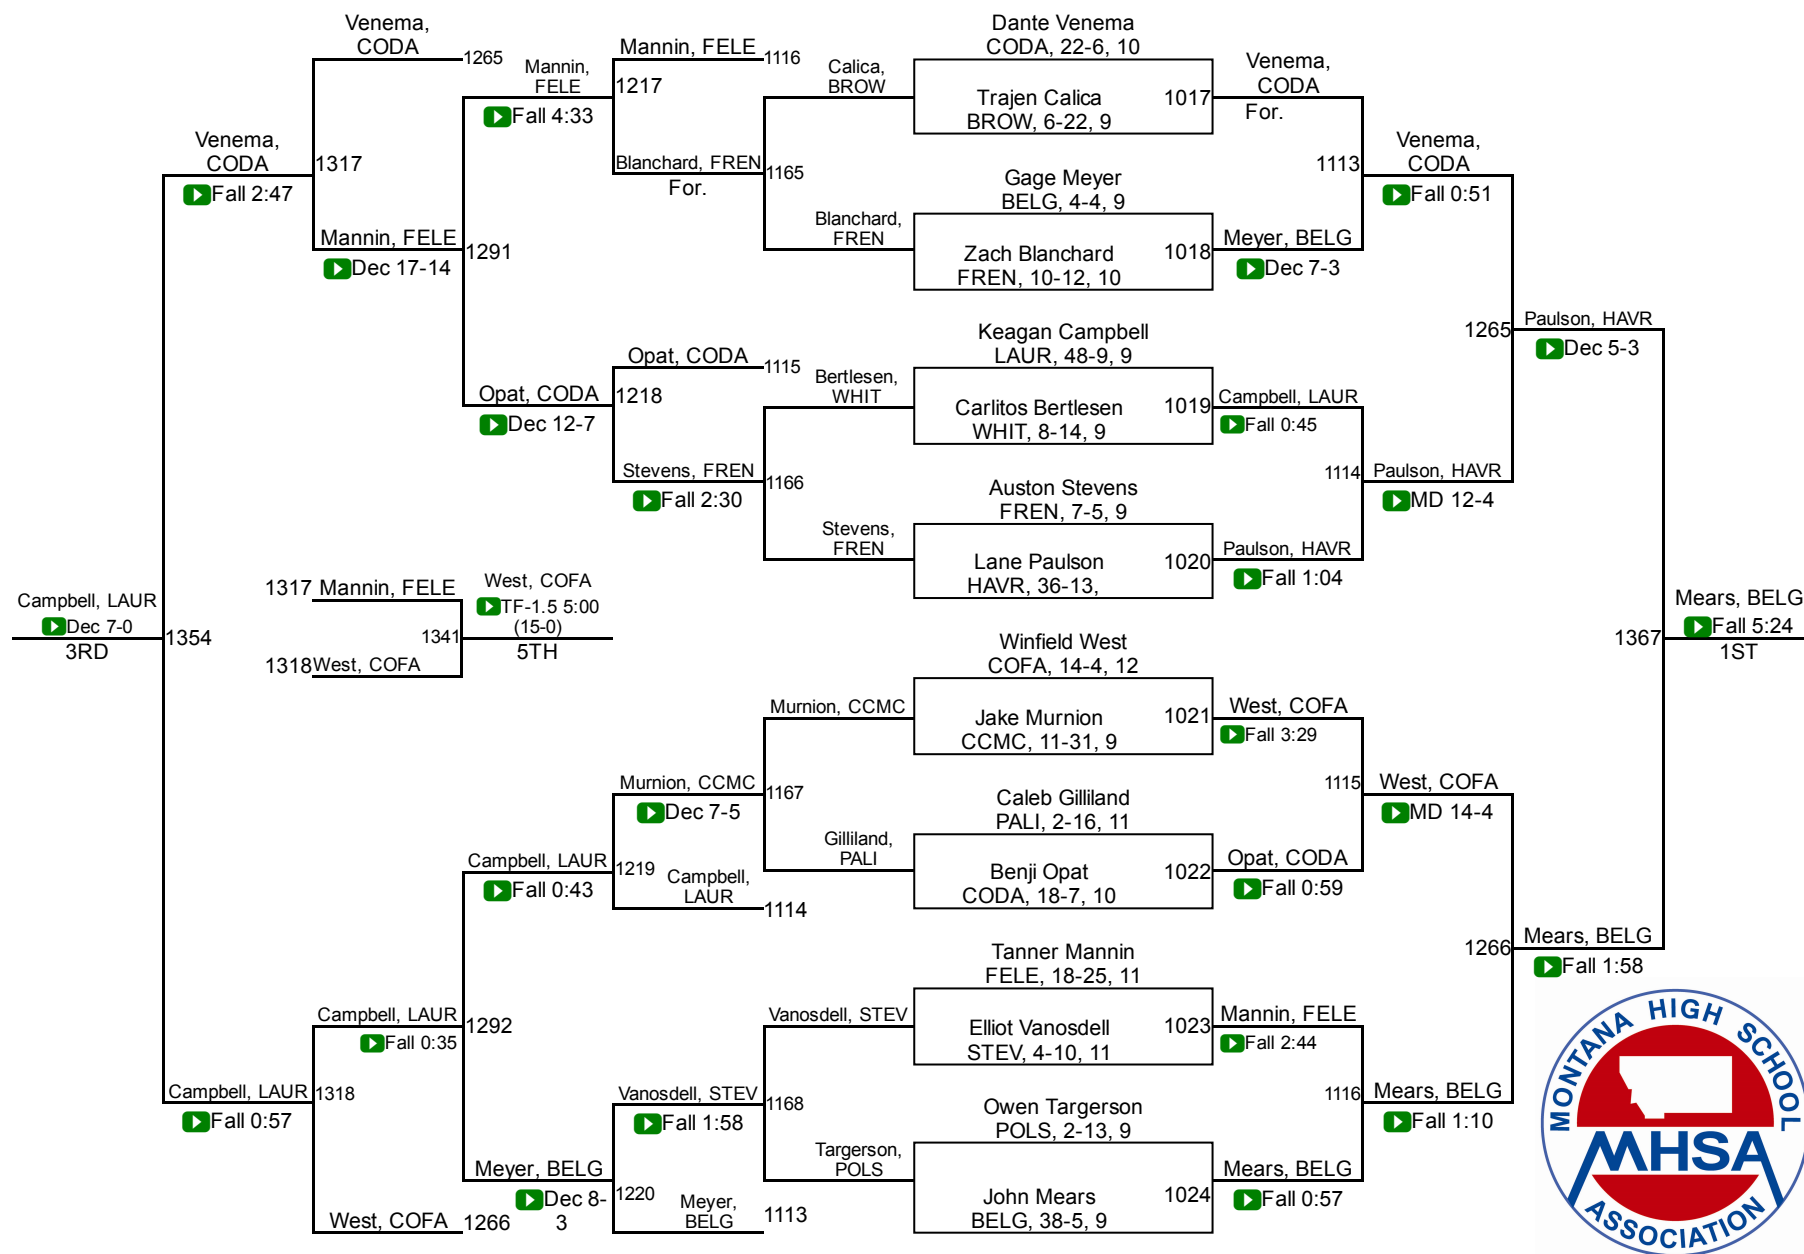 Venema,
CODA
1265
Mannin,
FELE
Fall 4:33
Mannin, FELE
1116
1217
Blanchard, FREN
For.
1165
Calica,
BROW
Blanchard,
FREN
Dante Venema
CODA, 22-6, 10
Trajen Calica
BROW, 6-22, 9
1017
Venema,
CODA
For.
Gage Meyer
BELG, 4-4, 9
Zach Blanchard
FREN, 10-12, 10
1018
Meyer, BELG
Dec 7-3
1113
Venema,
CODA
Fall 0:51
Venema,
CODA
Fall 2:47
1317
Mannin, FELE
Dec 17-14
1291
Opat, CODA
Dec 12-7
Opat, CODA
1115
1218
Stevens, FREN
Fall 2:30
1166
Bertlesen,
WHIT
Stevens,
FREN
Keagan Campbell
LAUR, 48-9, 9
Carlitos Bertlesen
WHIT, 8-14, 9
1019
Campbell, LAUR
Fall 0:45
Auston Stevens
FREN, 7-5, 9
Lane Paulson
HAVR, 36-13,
1020
Paulson, HAVR
Fall 1:04
1114
Paulson, HAVR
MD 12-4
1265
Paulson, HAVR
Dec 5-3
Campbell, LAUR
Dec 7-0
3RD
1354
1317
Mannin, FELE
1318
West, COFA
1341
West, COFA
TF-1.5 5:00
(15-0)
5TH
1367
Mears, BELG
Fall 5:24
1ST
Winfield West
COFA, 14-4, 12
Jake Murnion
CCMC, 11-31, 9
1021
West, COFA
Fall 3:29
Murnion, CCMC
Murnion, CCMC
Dec 7-5
1167
Gilliland,
PALI
Caleb Gilliland
PALI, 2-16, 11
Benji Opat
CODA, 18-7, 10
1022
Opat, CODA
Fall 0:59
1115
West, COFA
MD 14-4
Campbell, LAUR
Fall 0:43
1219
Campbell,
LAUR
1114
Tanner Mannin
FELE, 18-25, 11
Elliot Vanosdell
STEV, 4-10, 11
1023
Mannin, FELE
Fall 2:44
Vanosdell, STEV
1266
Mears, BELG
Fall 1:58
Campbell, LAUR
Fall 0:35
1292
Campbell, LAUR
Fall 0:57
1318
Vanosdell, STEV
Fall 1:58
1168
Targerson,
POLS
Owen Targerson
POLS, 2-13, 9
John Mears
BELG, 38-5, 9
1024
Mears, BELG
Fall 0:57
1116
Mears, BELG
Fall 1:10
Meyer, BELG
Dec 8-
3
1220
Meyer,
BELG
1113
West, COFA
1266
MONTANA HIGH SCHOOL
MHSA
ASSOCIATION